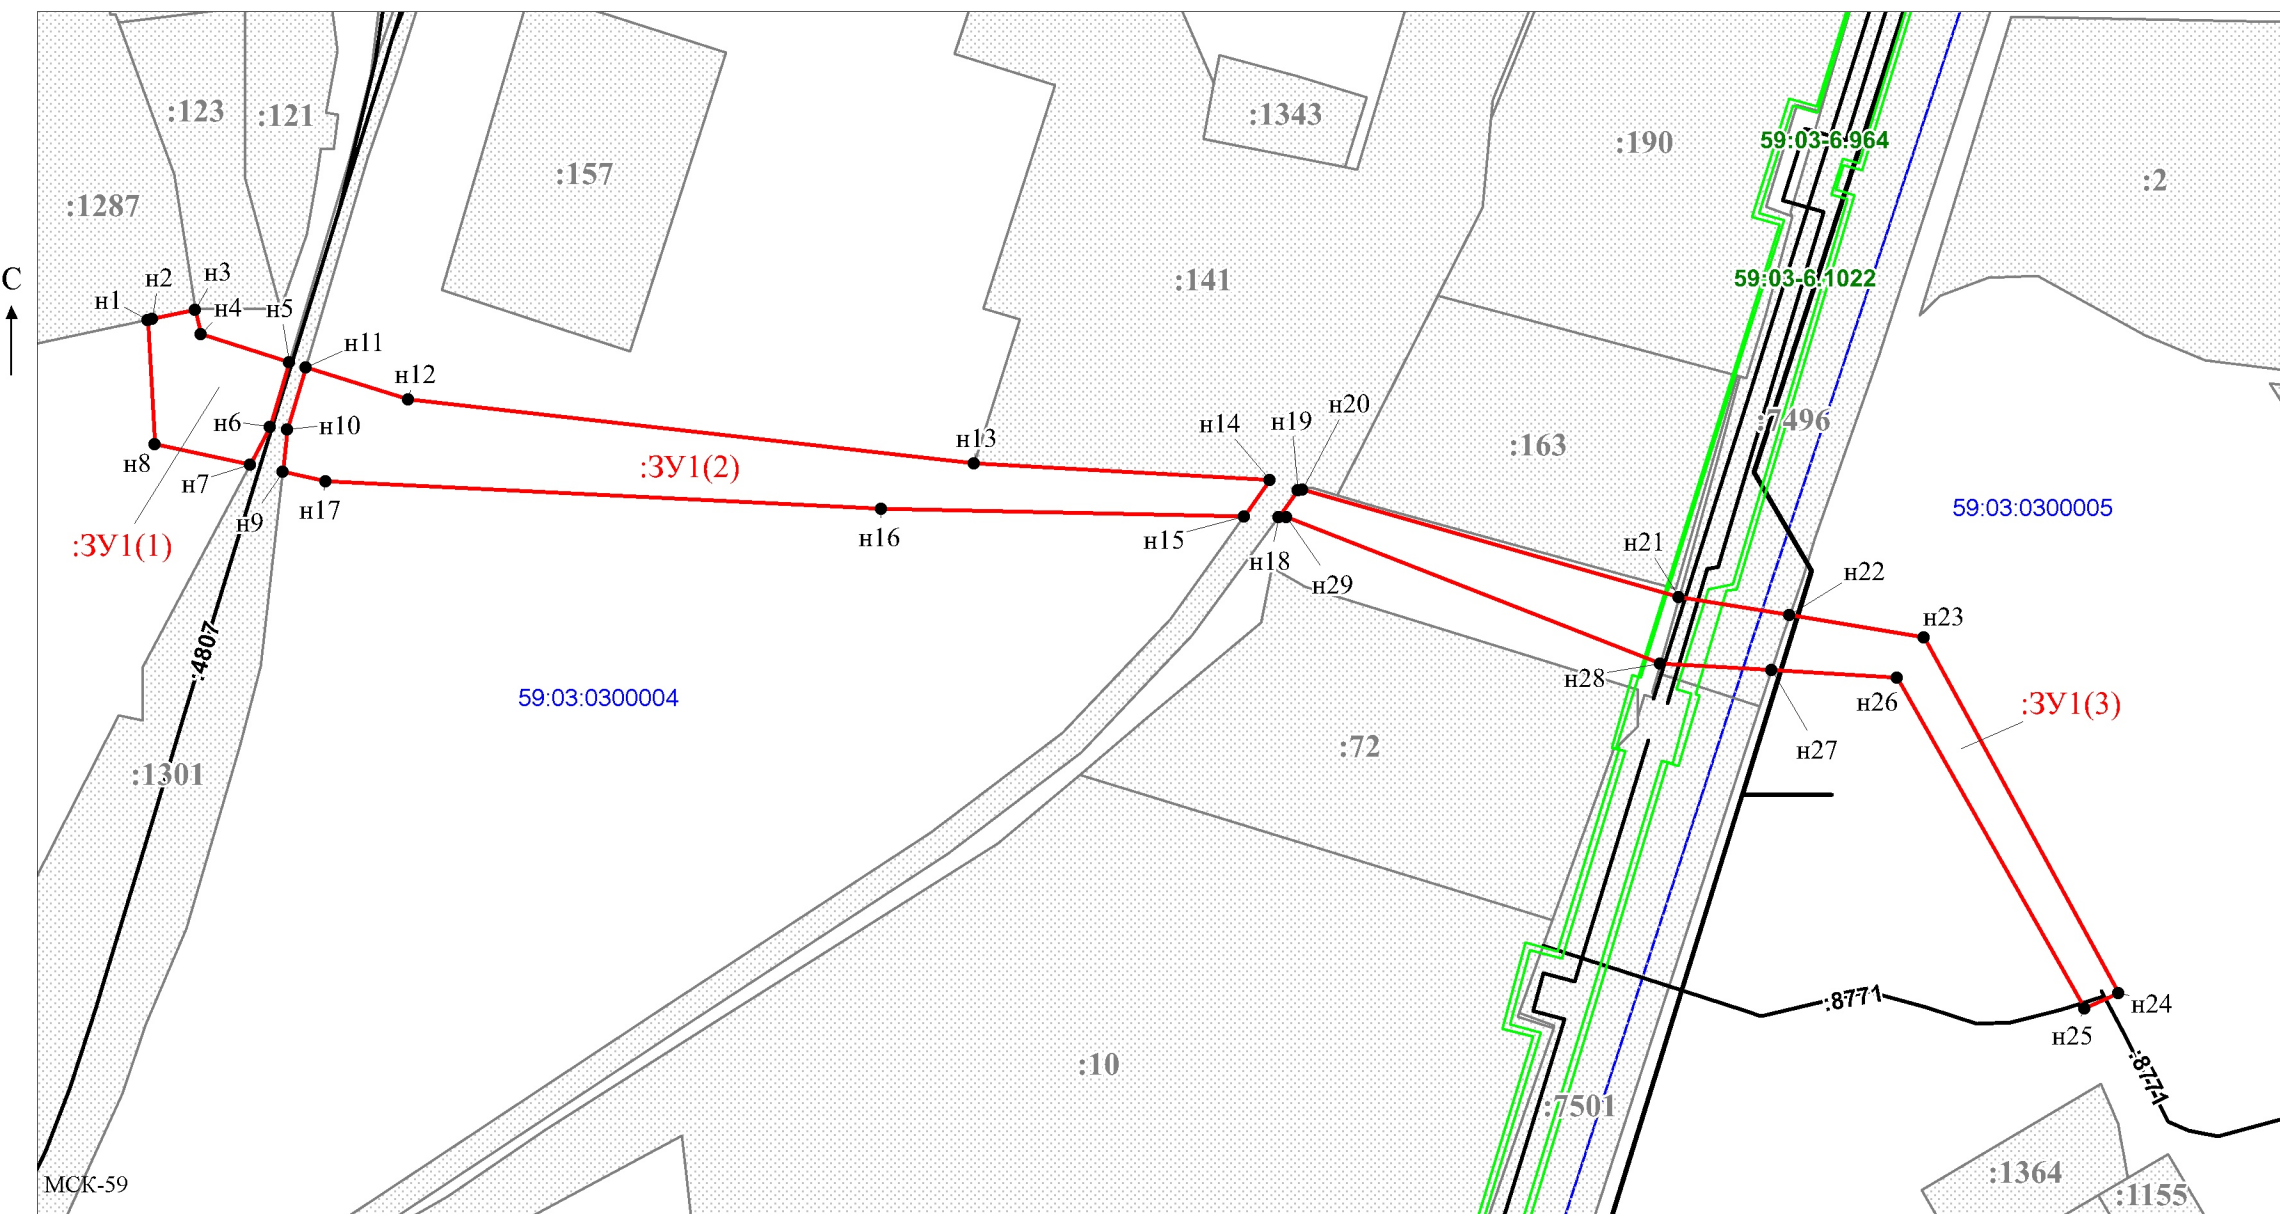 :123
:121
:1343
:157
:190
59:03-6.964
:2
:1287
С
:141
59:03-6.1022
н1
н2
н3
н4
н5
н11
н12
н6
н10
н8
н7
н9
н17
:ЗУ1(2)
н13
н14
н19
н20
:163
:7496
59:03:0300005
:ЗУ1(1)
н16
н15
н18
н29
н21
н22
н23
:4807
59:03:0300004
н28
н26
:ЗУ1(3)
:72
н27
:1301
:8771
н24
н25
:10
:8771
:7501
МСК-59
:1364
:1155